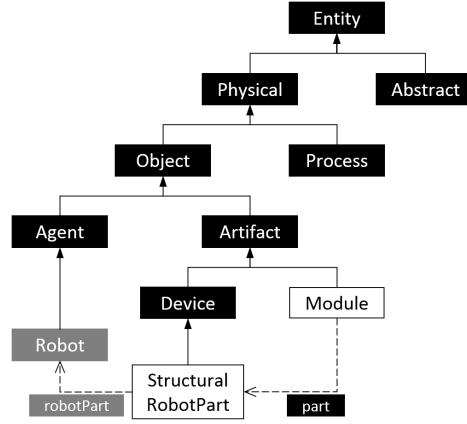 Entity
Physical
Abstract
Object
Process
Agent
Artifact
Device
Module
Robot
Structural
RobotPart
robotPart
part